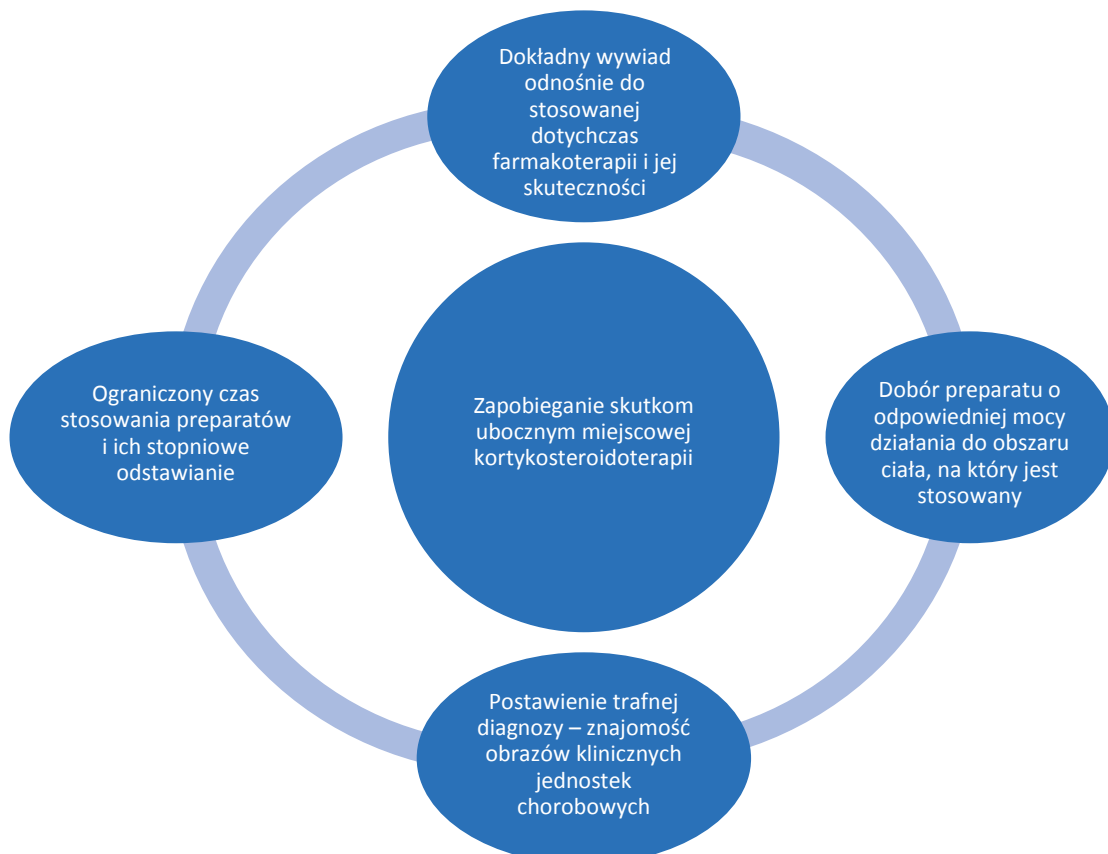 Dokładny wywiad
odnośnie do
stosowanej
dotychczas
farmakoterapii i jej
skuteczności
Ograniczony czas
stosowania preparatów
i ich stopniowe
odstawianie
Zapobieganie skutkom
ubocznym miejscowej
kortykosteroidoterapii
Dobór preparatu o
odpowiedniej mocy
działania do obszaru
ciała, na który jest
stosowany
Postawienie trafnej
diagnozy – znajomość
obrazów klinicznych
jednostek
chorobowych